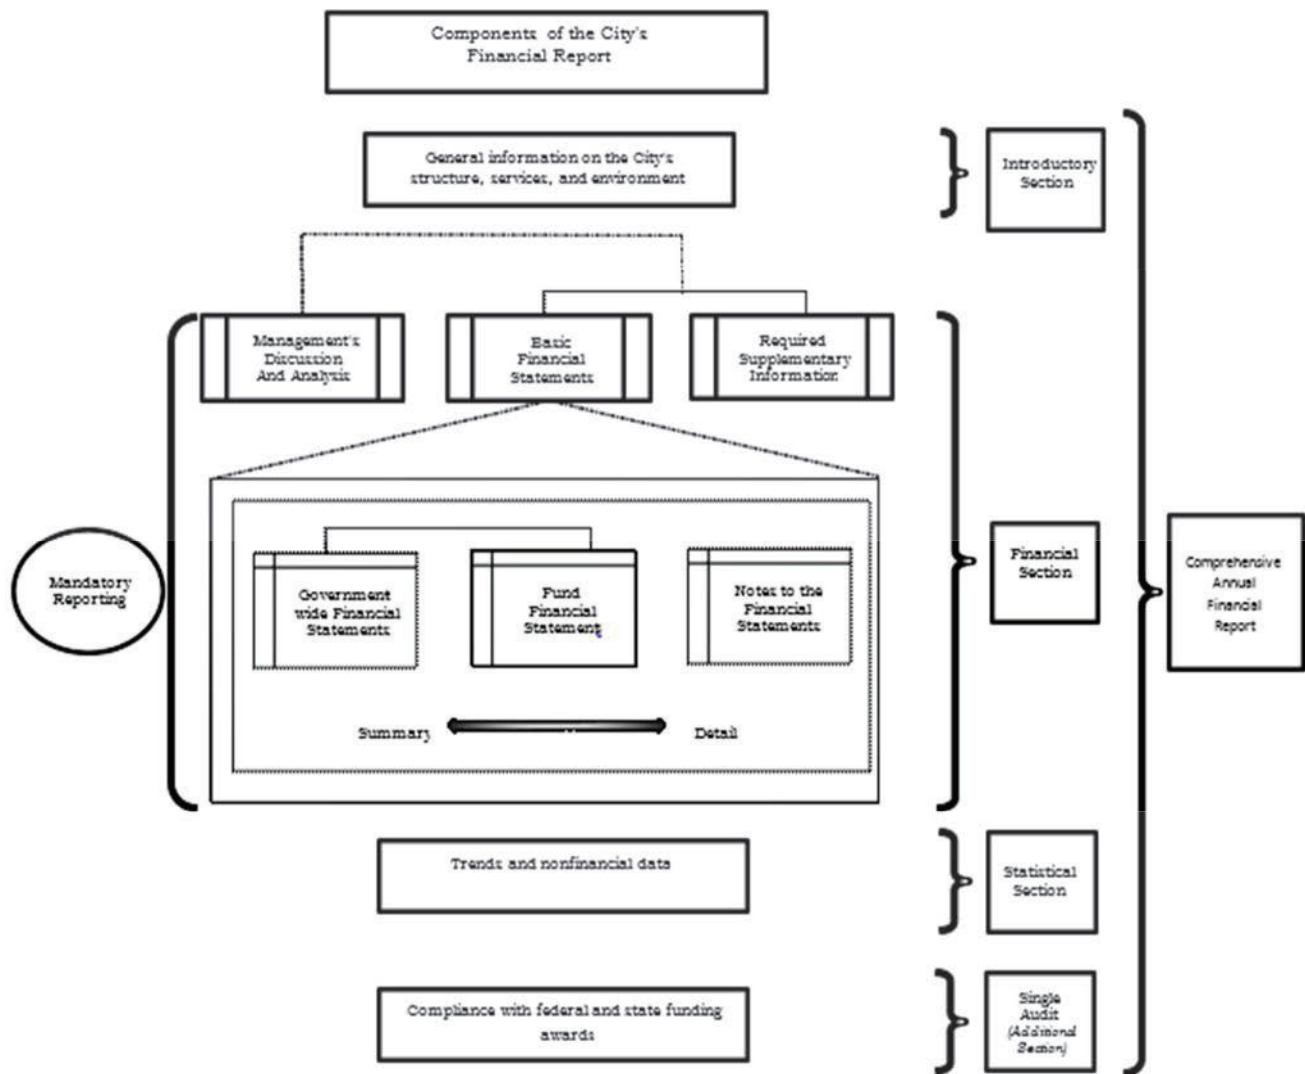 Components of the City's
Financial Report
General information on the City's
structure, services, and environment
Introductory
Section
Management's
Discussion
And Analysis
Basic
Financial
Statements
Required
Supplementary
Information
Mandatory
Reporting
Government
wide Financial
Statements
Fund
Financial
Statements
Notes to the
Financial
Statements
Summary
Detail
Financial
Section
Comprehensive
Annual
Financial
Report
Trends and nonfinancial data
Statistical
Section
Compliance with federal and state funding
awards
Single
Audit
(Additional
Section)